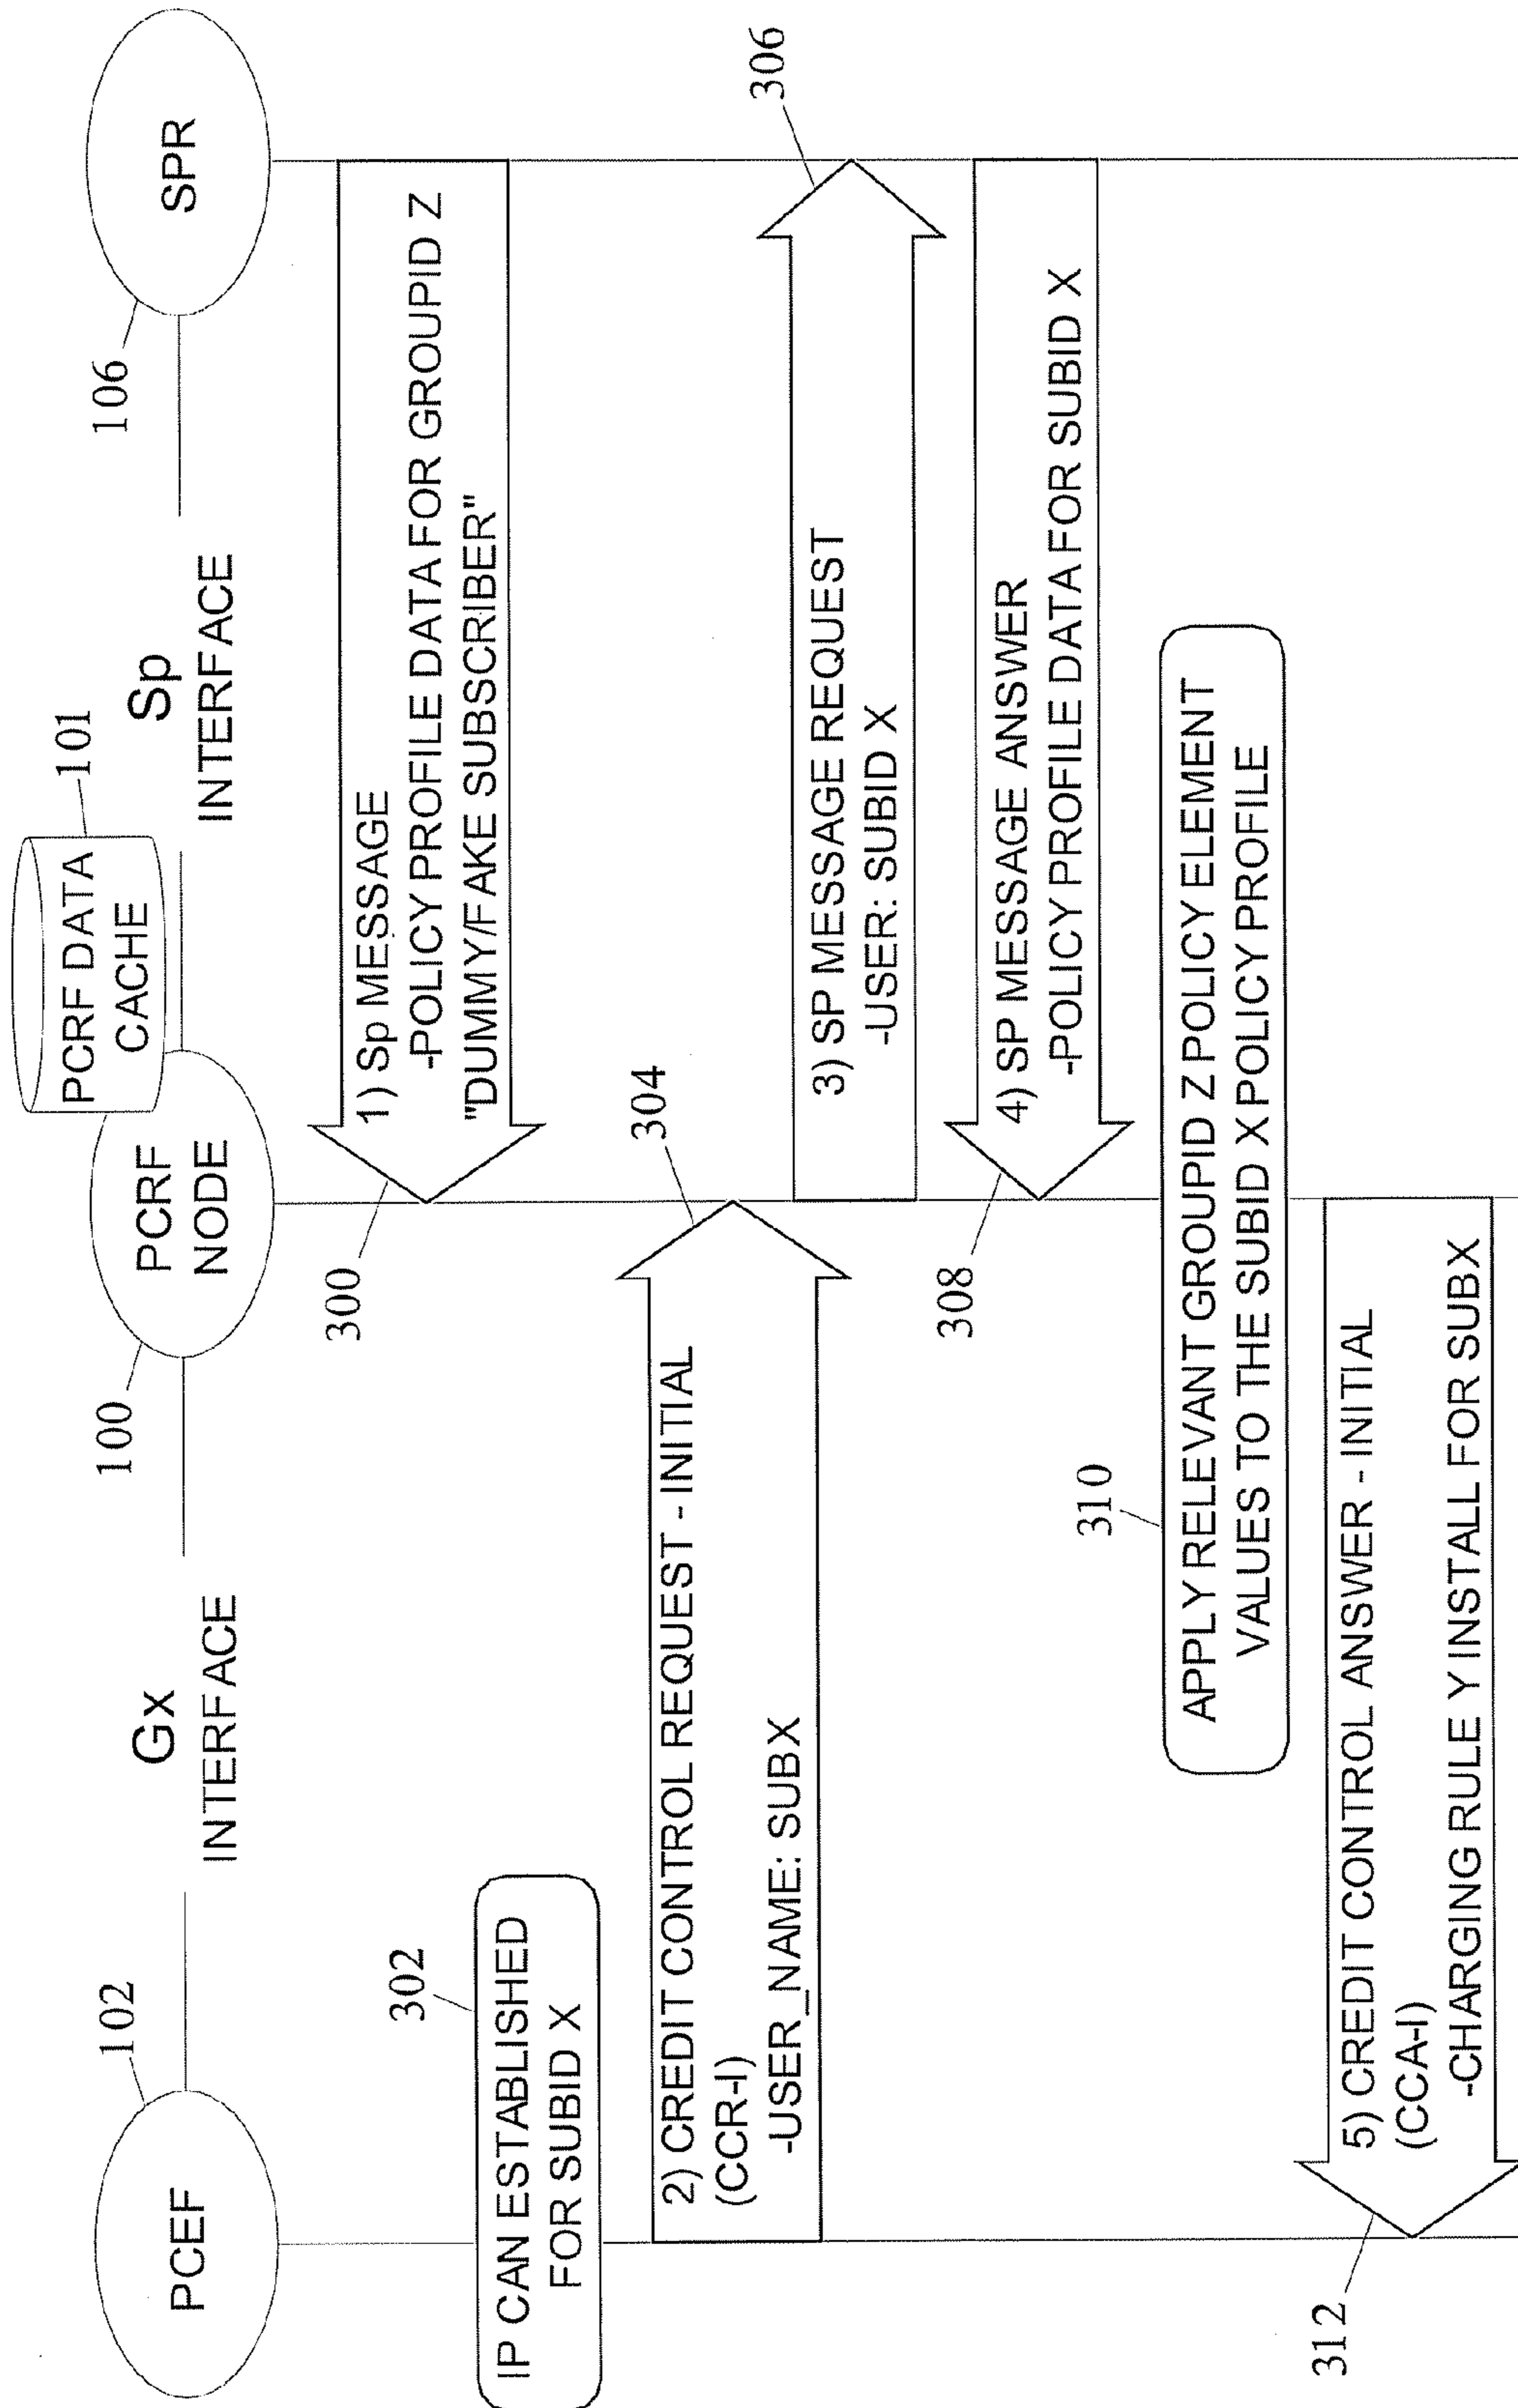 PCEF
102
Gx
INTERFACE
100
PCRF
NODE
PCRF DATA
CACHE
101
Sp
INTERFACE
106
SPR
300
1) Sp MESSAGE
-POLICY PROFILE DATA FOR GROUPID Z
"DUMMY/FAKE SUBSCRIBER"
302
IP CAN ESTABLISHED
FOR SUBID X
304
2) CREDIT CONTROL REQUEST - INITIAL
(CCR-I)
-USER_NAME: SUBX
306
3) SP MESSAGE REQUEST
-USER: SUBID X
308
4) SP MESSAGE ANSWER
-POLICY PROFILE DATA FOR SUBID X
310
APPLY RELEVANT GROUPID Z POLICY ELEMENT
VALUES TO THE SUBID X POLICY PROFILE
312
5) CREDIT CONTROL ANSWER - INITIAL
(CCA-I)
-CHARGING RULE Y INSTALL FOR SUBX